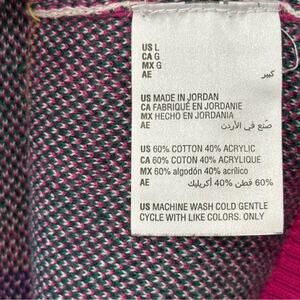 US L
CA G
MX G
AE كبير
US MADE IN JORDAN
CA FABRIQUÉ EN JORDANIE
MX HECHO EN JORDANIA
AE صنع في الأردن
US 60% COTTON 40% ACRYLIC
CA 60% COTON 40% ACRYLIQUE
MX 60% algodón 40% acrílico
AE 60% قطن 40% أكريليك
US MACHINE WASH COLD GENTLE
CYCLE WITH LIKE COLORS. ONLY